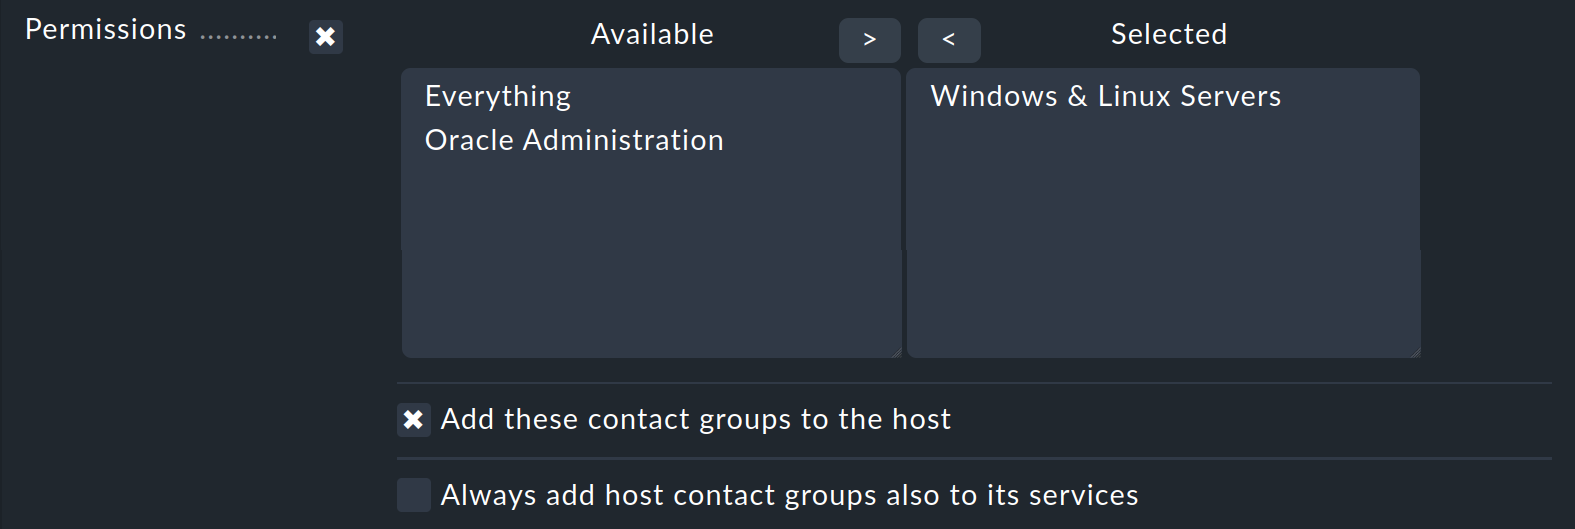 Permissions ..........
Available > < Selected
Everything
Oracle Administration
Windows & Linux Servers
Add these contact groups to the host
Always add host contact groups also to its services